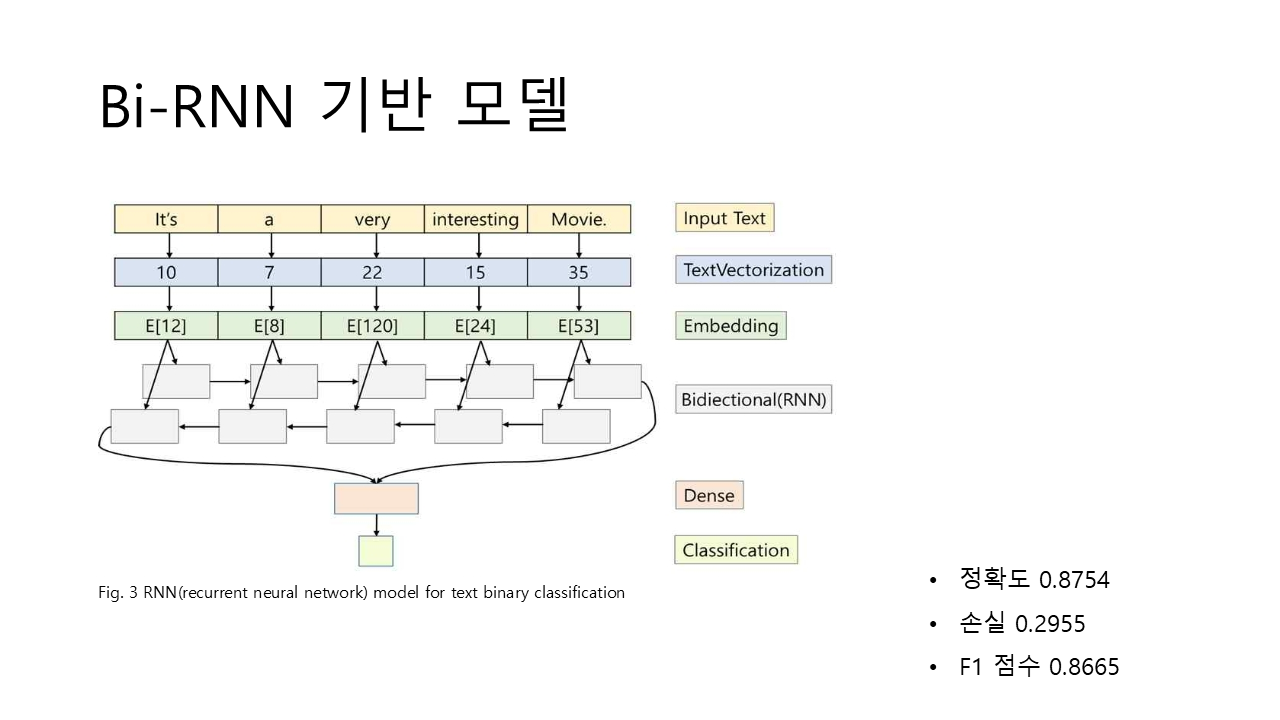 Bi-RNN 기반 모델
It's a very interesting Movie.
Input Text
10 7 22 15 35
TextVectorization
E[12] E[8] E[120] E[24] E[53]
Embedding
Bidiectional(RNN)
Dense
Classification
Fig. 3 RNN(recurrent neural network) model for text binary classification
• 정확도 0.8754
• 손실 0.2955
• F1 점수 0.8665